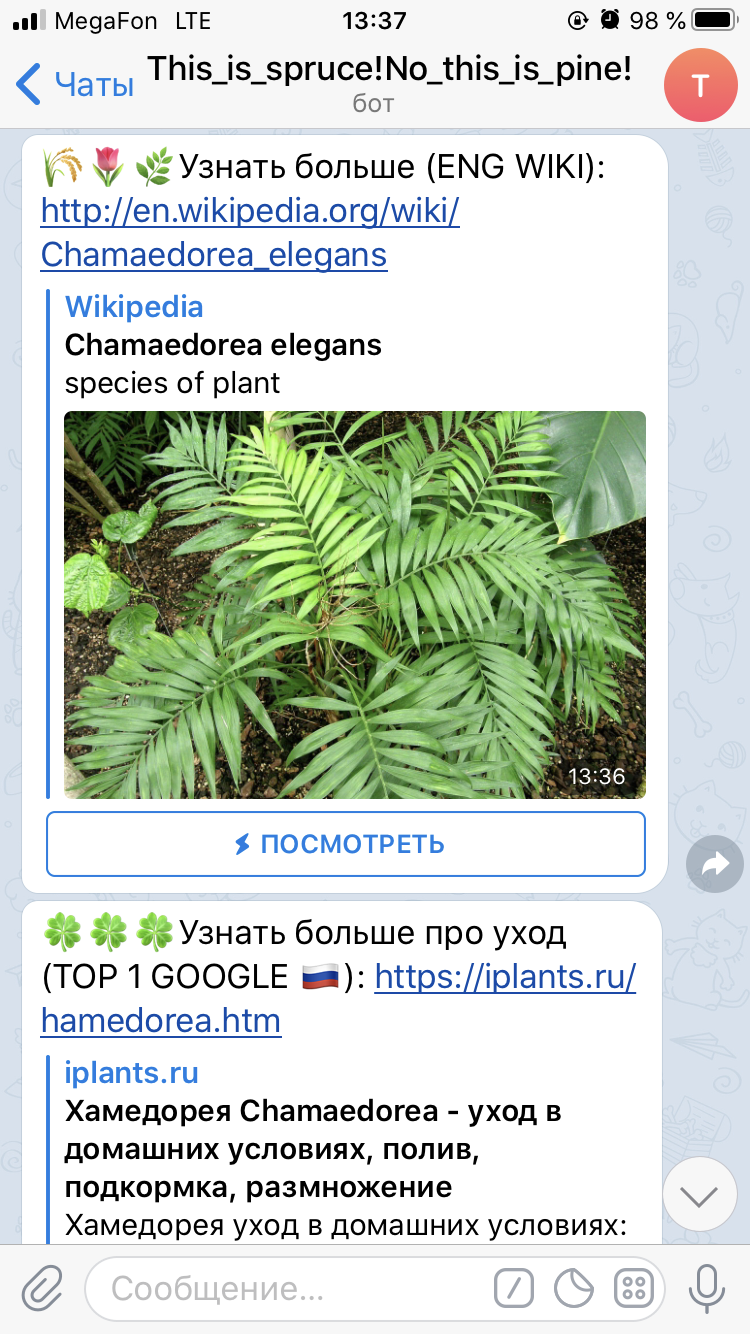 MegaFon LTE 13:37 98 %
Чаты This_is_spruce!No_this_is_pine! T
бот
Узнать больше (ENG WIKI):
http://en.wikipedia.org/wiki/
Chamaedorea_elegans
Wikipedia
Chamaedorea elegans
species of plant
13:36
ПОСМОТРЕТЬ
Узнать больше про уход
(TOP 1 GOOGLE 🇷🇺): https://iplants.ru/
hamedorea.htm
iplants.ru
Хамедорея Chamaedorea - уход в
домашних условиях, полив,
подкормка, размножение
Хамедорея уход в домашних условиях:
Сообщение...